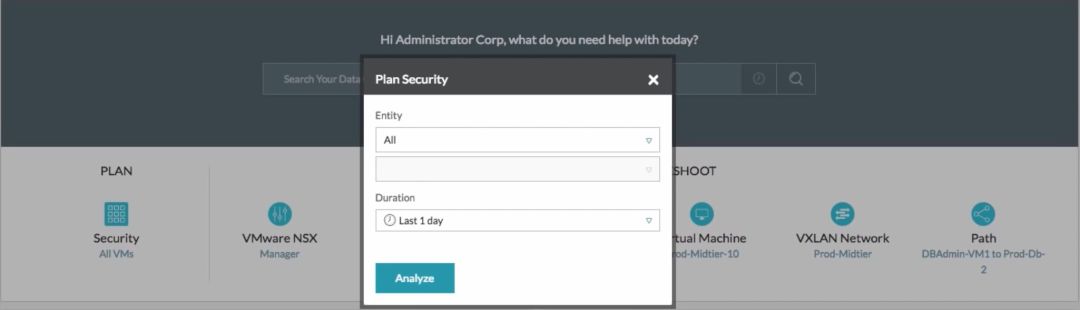 Hi Administrator Corp, what do you need help with today?
Search Your Data
Plan Security
Entity
All
Duration
Last 1 day
Analyze
PLAN
Security
All VMs
VMware NSX
Manager
SHOOT
rtual Machine
rod-Midtier-10
VXLAN Network
Prod-Midtier
Path
DBAdmin-VM1 to Prod-Db-
2